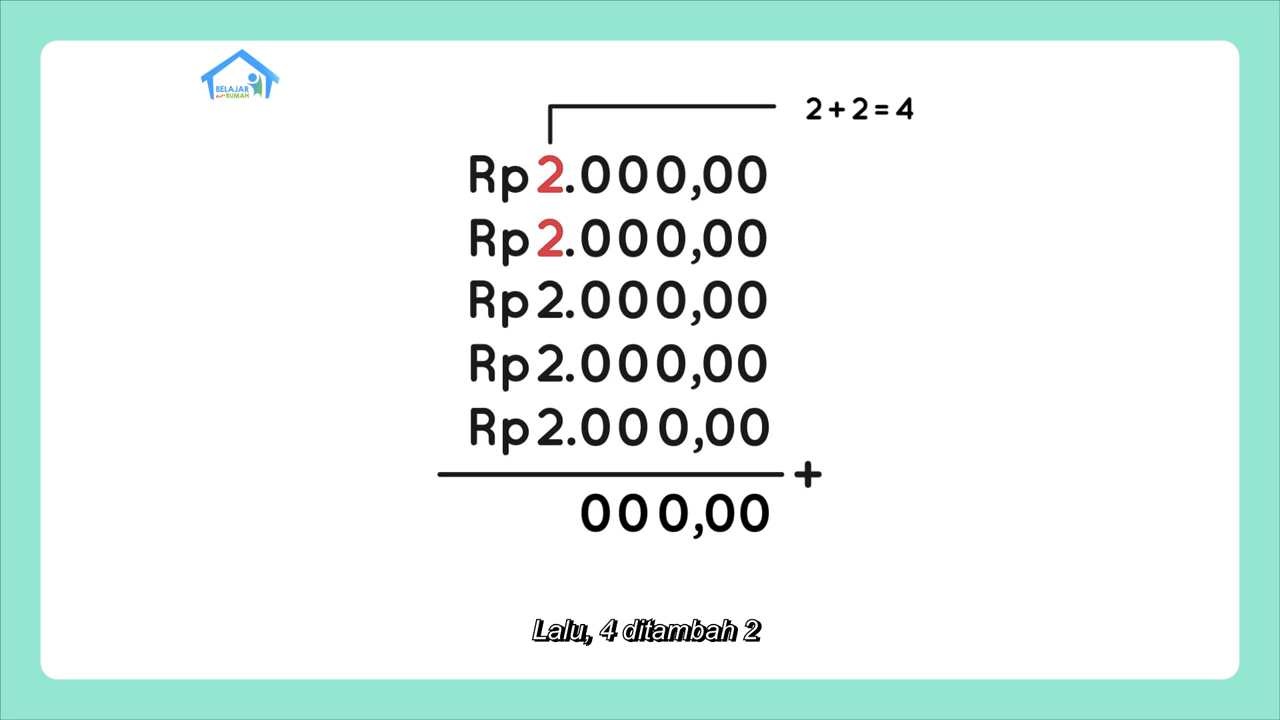 BELAJAR
dari RUMAH
2+2=4
Rp2.000,00
Rp2.000,00
Rp2.000,00
Rp2.000,00
Rp2.000,00
+
000,00
Lalu, 4 ditambah 2